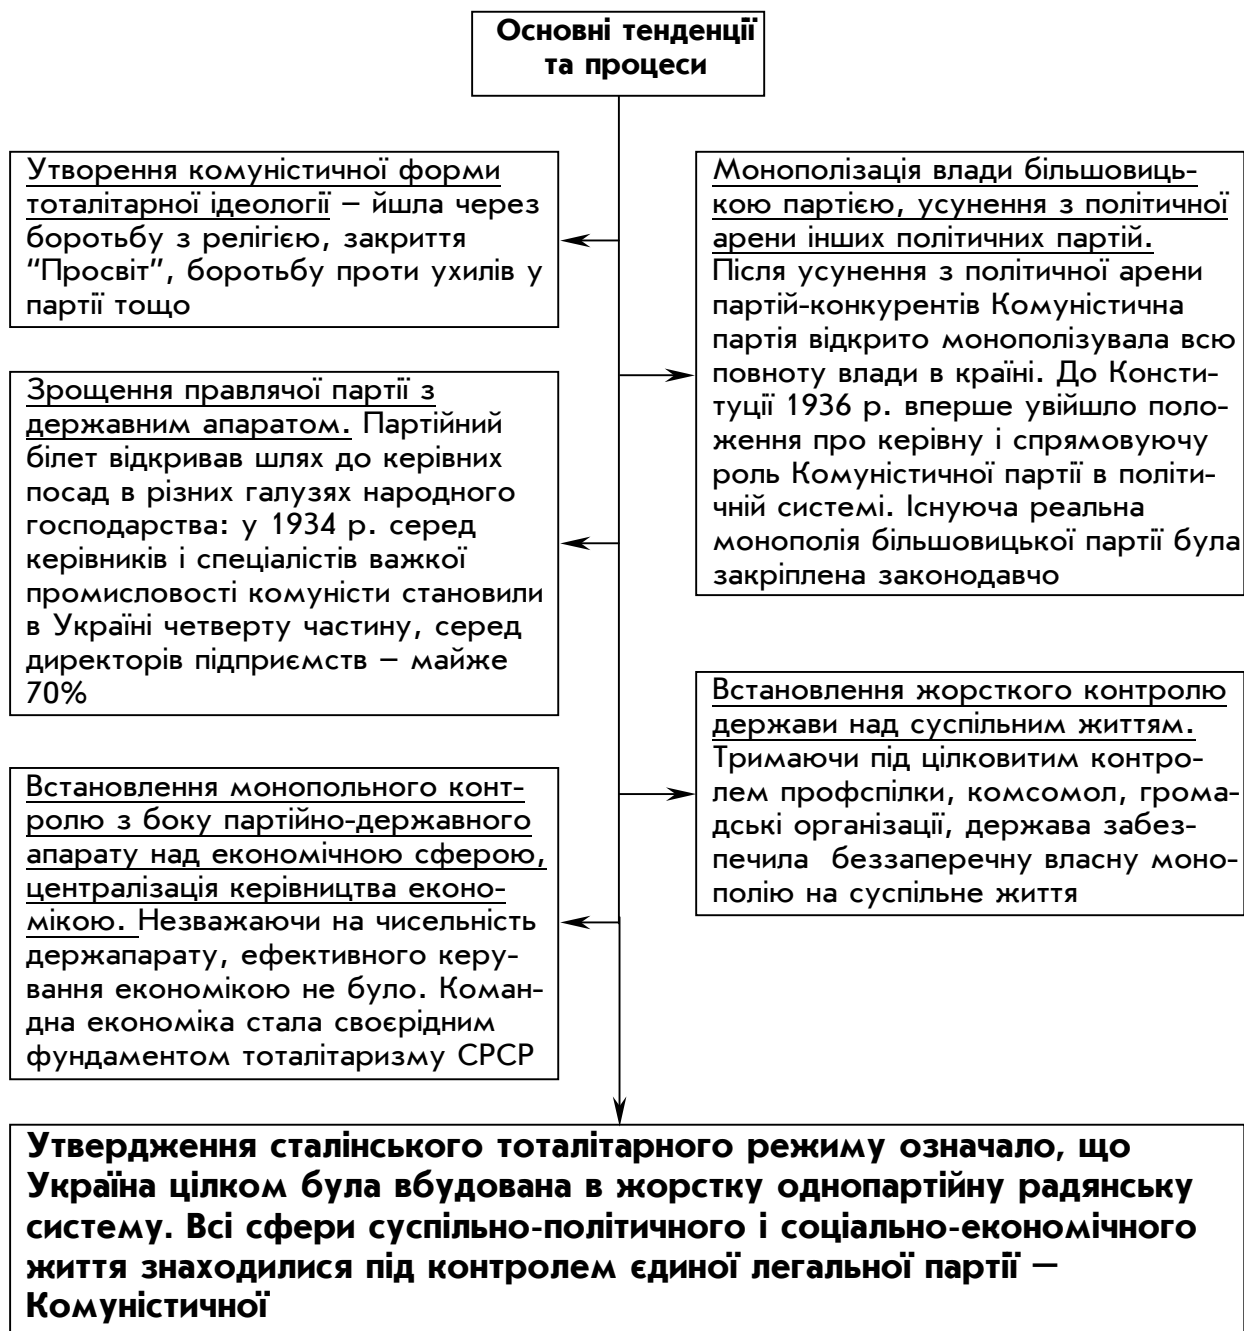 Основні тенденції
та процеси
Утворення комуністичної форми
тоталітарної ідеології – йшла через
боротьбу з релігією, закриття
“Просвіт”, боротьбу проти ухилів у
партії тощо
Зрощення правлячої партії з
державним апаратом. Партійний
білет відкривав шлях до керівних
посад в різних галузях народного
господарства: у 1934 р. серед
керівників і спеціалістів важкої
промисловості комуністи становили
в Україні четверту частину, серед
директорів підприємств – майже
70%
Встановлення монопольного конт-
ролю з боку партійно-державного
апарату над економічною сферою,
централізація керівництва еконо-
мікою. Незважаючи на чисельність
держапарату, ефективного керу-
вання економікою не було. Коман-
дна економіка стала своєрідним
фундаментом тоталітаризму СРСР
Монополізація влади більшовиць-
кою партією, усунення з політичної
арени інших політичних партій.
Після усунення з політичної арени
партій-конкурентів Комуністична
партія відкрито монополізувала всю
повноту влади в країні. До Консти-
туції 1936 р. вперше увійшло поло-
ження про керівну і спрямовуючу
роль Комуністичної партії в політи-
чній системі. Існуюча реальна
монополія більшовицької партії була
закріплена законодавчо
Встановлення жорсткого контролю
держави над суспільним життям.
Тримаючи під цілковитим контро-
лем профспілки, комсомол, грома-
дські організації, держава забез-
печила беззаперечну власну моно-
полію на суспільне життя
Утвердження сталінського тоталітарного режиму означало, що
Україна цілком була вбудована в жорстку однопартійну радянську
систему. Всі сфери суспільно-політичного і соціально-економічного
життя знаходилися під контролем єдиної легальної партії –
Комуністичної